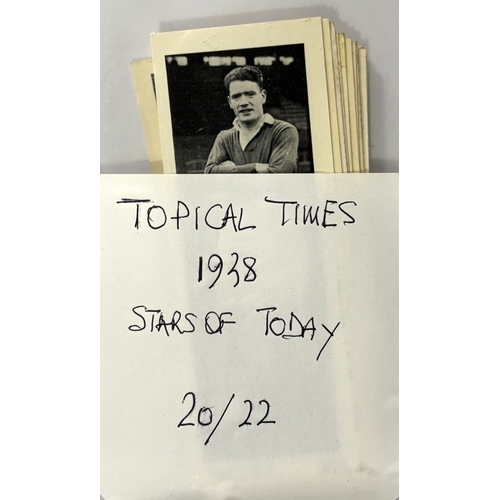 TOPICAL TIMES
1938
STARS OF TODAY
20/22